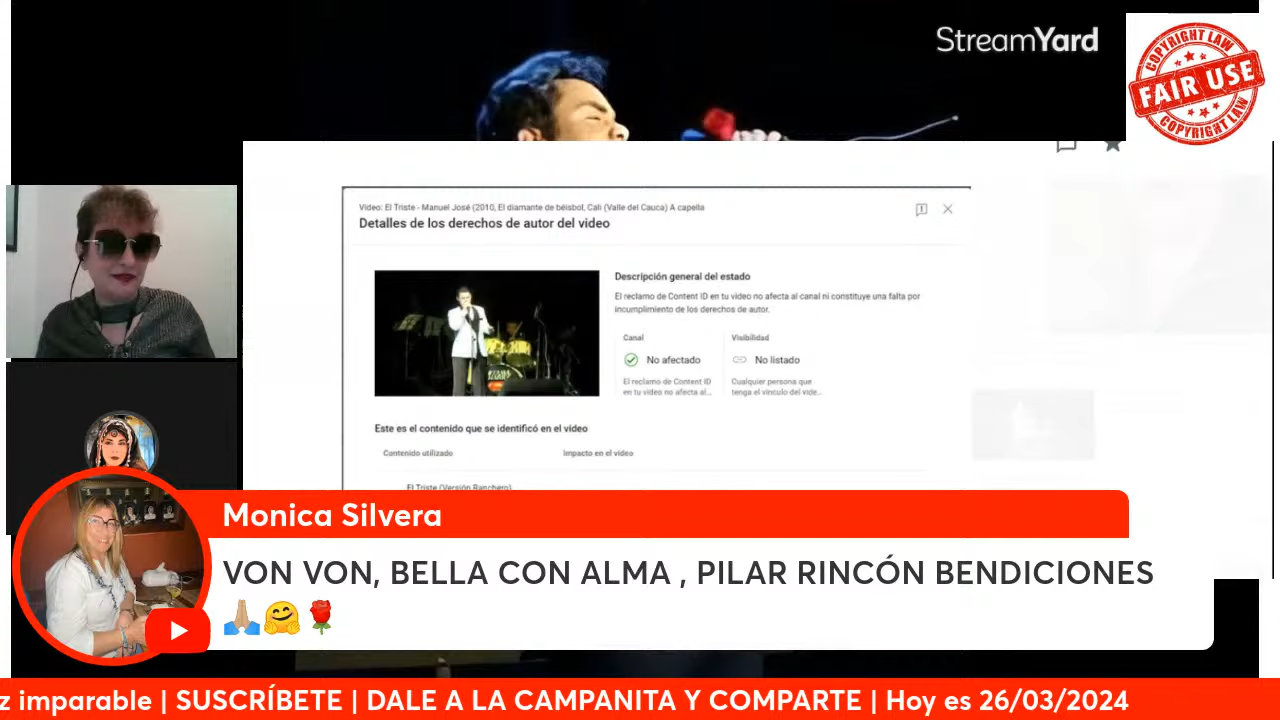 StreamYard
COPYRIGHT LAW
FAIR USE
COPYRIGHT LAW
Video: El Triste - Manuel José (2010, El diamante de béisbol, Cali (Valle del Cauca) A capella
Detalles de los derechos de autor del video
Descripción general del estado
El reclamo de Content ID en tu video no afecta al canal ni constituye una falta por
incumplimiento de los derechos de autor.
Canal
Visibilidad
No afectado
No listado
El reclamo de Content ID
en tu video no afecta al...
Cualquier persona que
tenga el vínculo del vide...
Este es el contenido que se identificó en el video
Contenido utilizado
Impacto en el video
El Triste (Versión Ranchero)
Monica Silvera
VON VON, BELLA CON ALMA , PILAR RINCÓN BENDICIONES
🙏🏽🤗🌹
z imparable | SUSCRÍBETE | DALE A LA CAMPANITA Y COMPARTE | Hoy es 26/03/2024